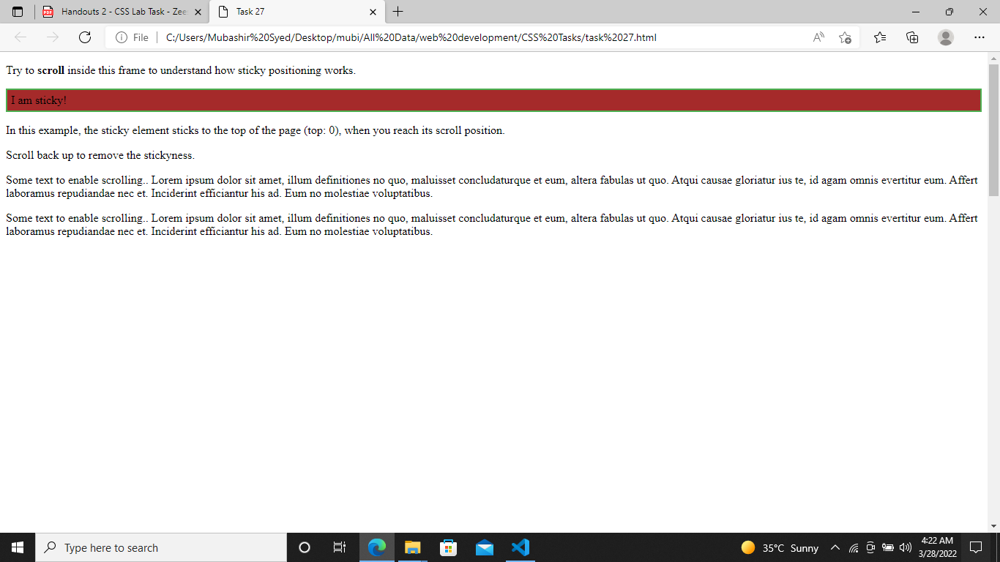 Handouts 2 - CSS Lab Task - Zee
Task 27
File
C:/Users/Mubashir%20Syed/Desktop/mubi/All%20Data/web%20development/CSS%20Tasks/task%2027.html
Try to scroll inside this frame to understand how sticky positioning works.
I am sticky!
In this example, the sticky element sticks to the top of the page (top: 0), when you reach its scroll position.
Scroll back up to remove the stickyness.
Some text to enable scrolling.. Lorem ipsum dolor sit amet, illum definitiones no quo, maluisset concludaturque et eum, altera fabulas ut quo. Atqui causae gloriatur ius te, id agam omnis evertitur eum. Affert
laboramus repudiandae nec et. Inciderint efficiantur his ad. Eum no molestiae voluptatibus.
Some text to enable scrolling.. Lorem ipsum dolor sit amet, illum definitiones no quo, maluisset concludaturque et eum, altera fabulas ut quo. Atqui causae gloriatur ius te, id agam omnis evertitur eum. Affert
laboramus repudiandae nec et. Inciderint efficiantur his ad. Eum no molestiae voluptatibus.
Type here to search
35°C Sunny
4:22 AM
3/28/2022